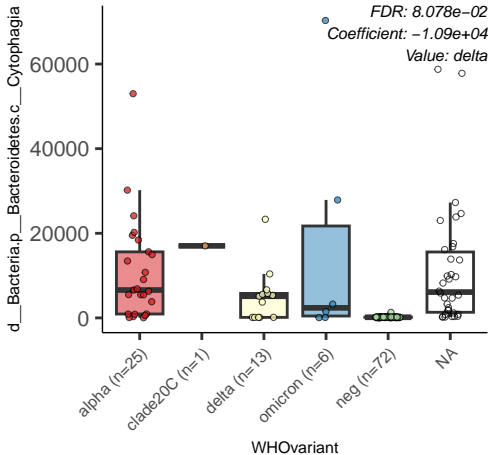 FDR: 8.078e−02
Coefficient: −1.09e+04
Value: delta
d__Bacteria.p__Bacteroidetes.c__Cytophagia
60000
40000
20000
0
alpha (n=25)
clade20C (n=1)
delta (n=13)
omicron (n=6)
neg (n=72)
NA
WHOvariant